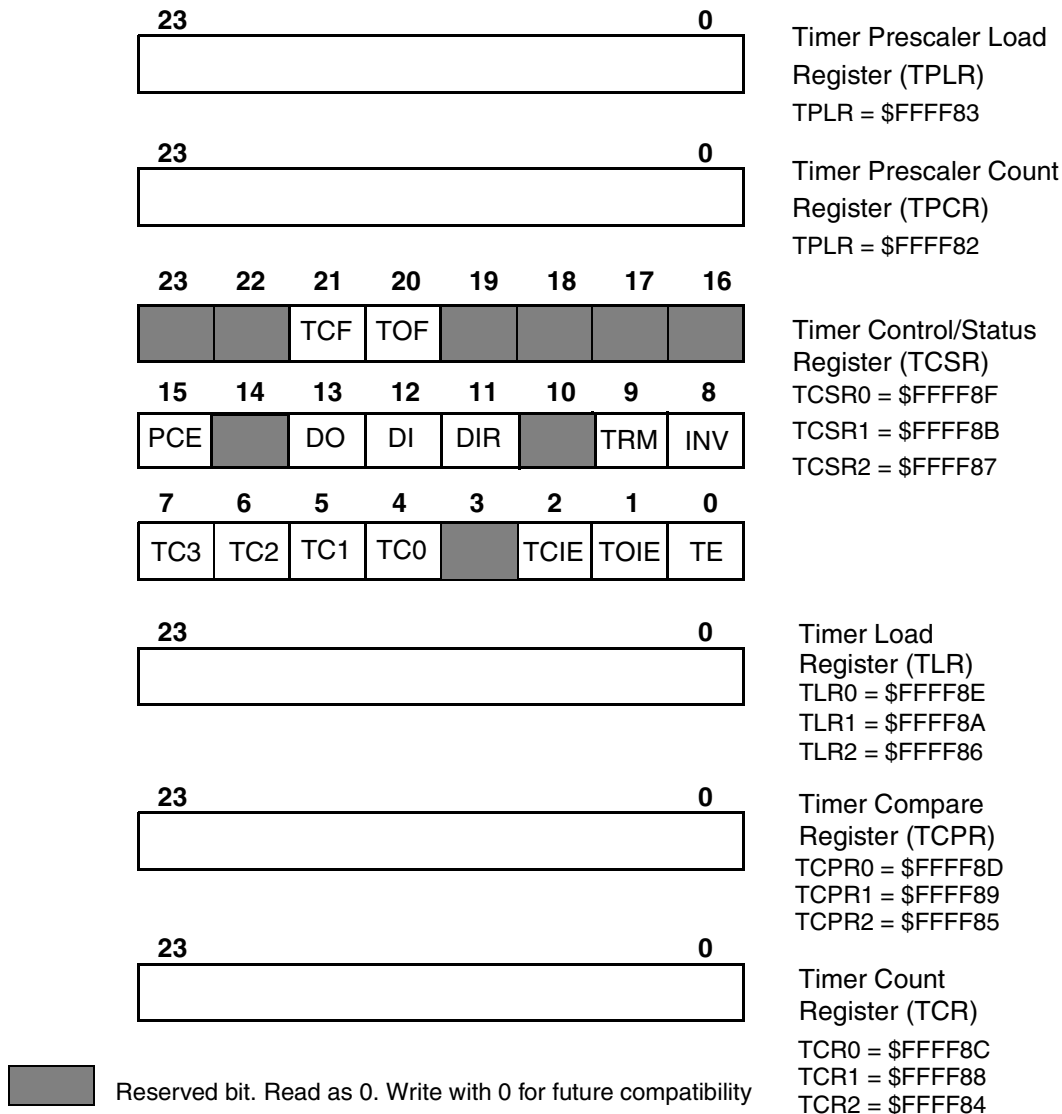 23 0
Timer Prescaler Load
Register (TPLR)
TPLR = $FFFF83
23 0
Timer Prescaler Count
Register (TPCR)
TPLR = $FFFF82
23 22 21 20 19 18 17 16
TCF TOF
15 14 13 12 11 10 9 8
PCE DO DI DIR TRM INV
7 6 5 4 3 2 1 0
TC3 TC2 TC1 TC0 TCIE TOIE TE
Timer Control/Status
Register (TCSR)
TCSR0 = $FFFF8F
TCSR1 = $FFFF8B
TCSR2 = $FFFF87
23 0
Timer Load
Register (TLR)
TLR0 = $FFFF8E
TLR1 = $FFFF8A
TLR2 = $FFFF86
23 0
Timer Compare
Register (TCPR)
TCPR0 = $FFFF8D
TCPR1 = $FFFF89
TCPR2 = $FFFF85
23 0
Timer Count
Register (TCR)
TCR0 = $FFFF8C
TCR1 = $FFFF88
TCR2 = $FFFF84
Reserved bit. Read as 0. Write with 0 for future compatibility